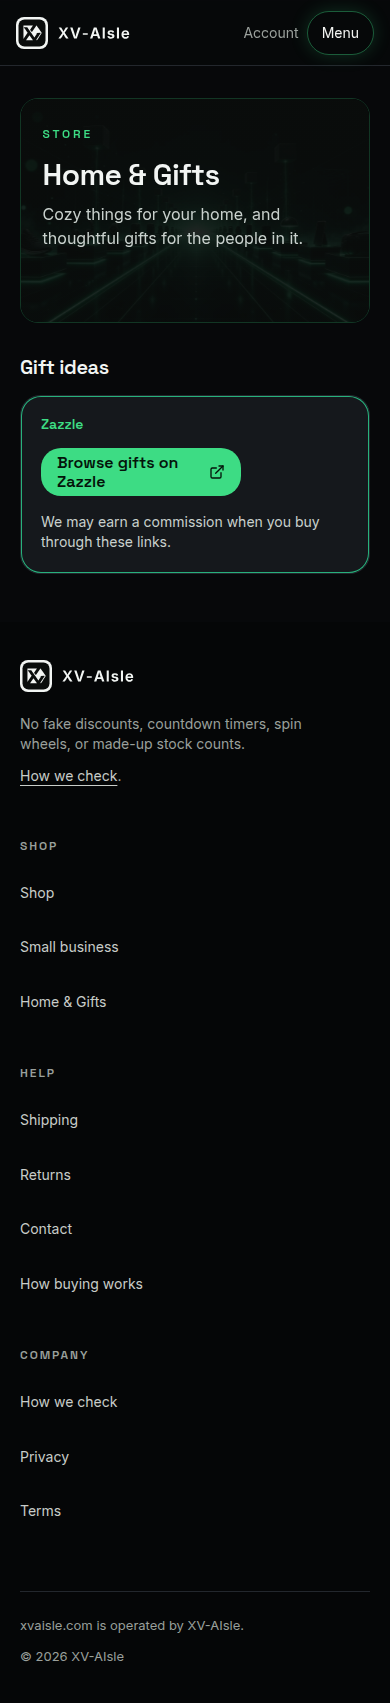 XV-AIsle
Account
Menu
STORE
Home & Gifts
Cozy things for your home, and
thoughtful gifts for the people in it.
Gift ideas
Zazzle
Browse gifts on
Zazzle
We may earn a commission when you buy
through these links.
XV-AIsle
No fake discounts, countdown timers, spin
wheels, or made-up stock counts.
How we check.
SHOP
Shop
Small business
Home & Gifts
HELP
Shipping
Returns
Contact
How buying works
COMPANY
How we check
Privacy
Terms
xvaisle.com is operated by XV-AIsle.
© 2026 XV-AIsle